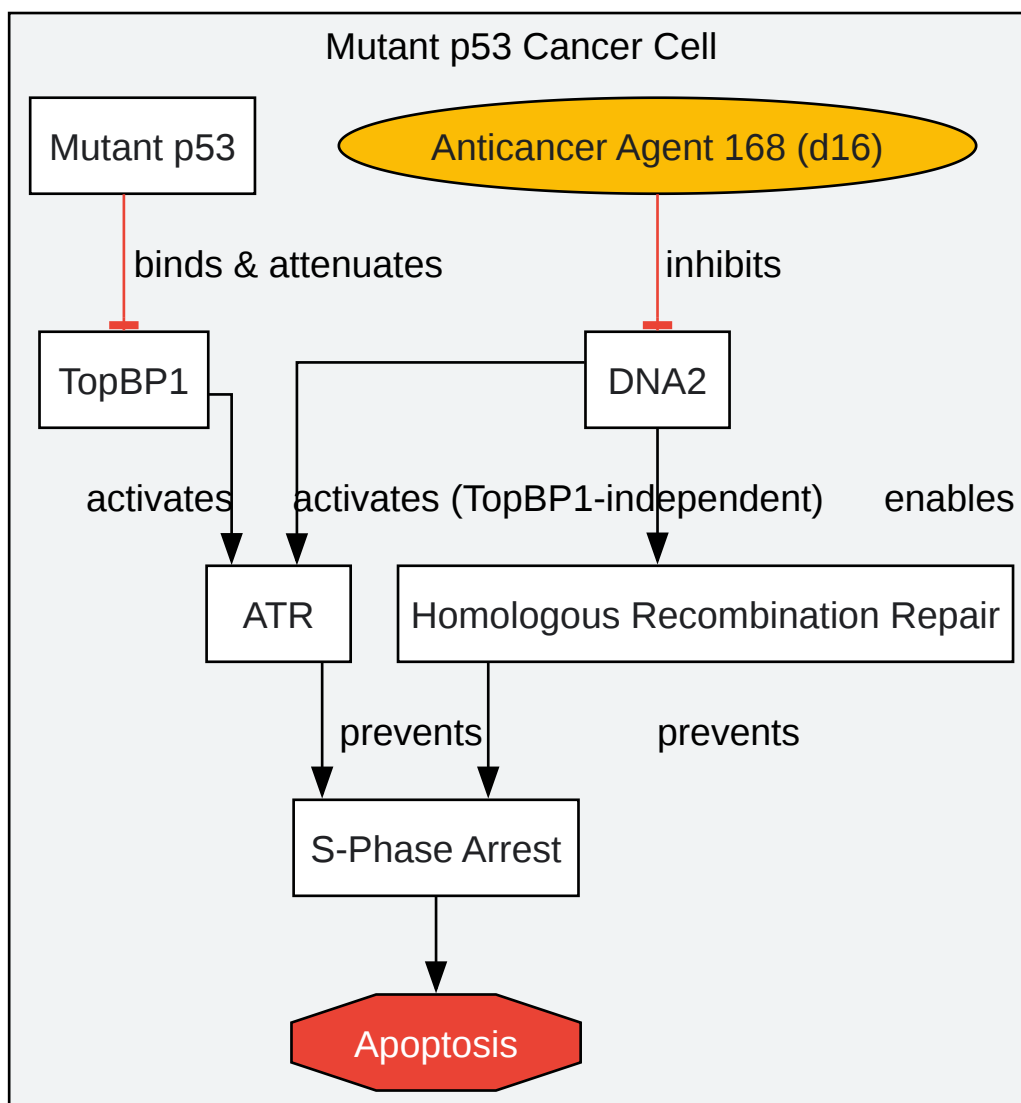 Mutant p53 Cancer Cell
Mutant p53
Anticancer Agent 168 (d16)
binds & attenuates
inhibits
TopBP1
DNA2
activates
activates (TopBP1-independent)
enables
ATR
Homologous Recombination Repair
prevents
prevents
S-Phase Arrest
Apoptosis